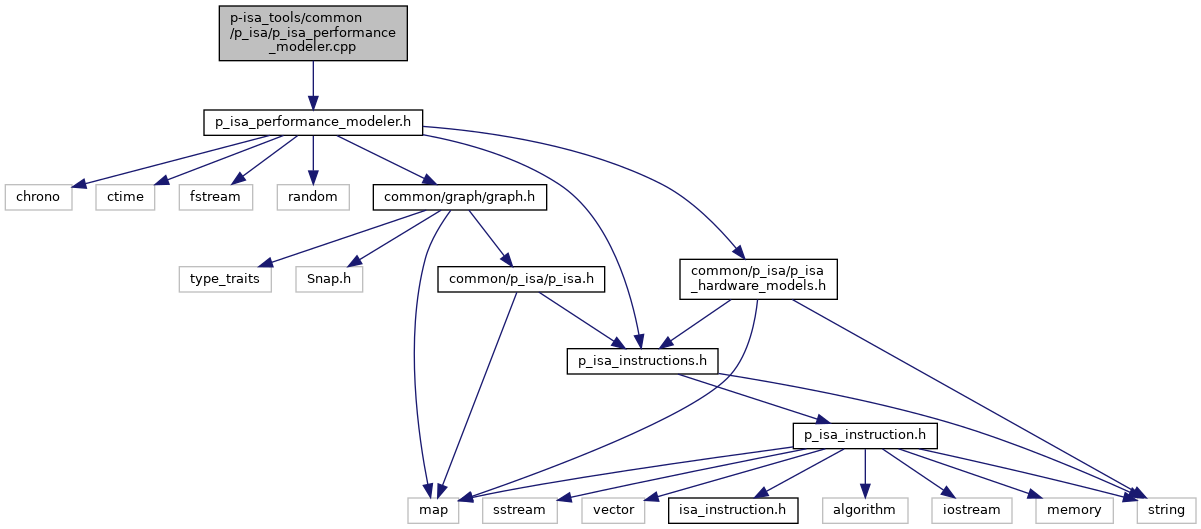 p-isa_tools/common
/p_isa/p_isa_performance
_modeler.cpp
p_isa_performance_modeler.h
chrono
ctime
fstream
random
common/graph/graph.h
type_traits
Snap.h
common/p_isa/p_isa.h
common/p_isa/p_isa
_hardware_models.h
p_isa_instructions.h
p_isa_instruction.h
map
sstream
vector
isa_instruction.h
algorithm
iostream
memory
string